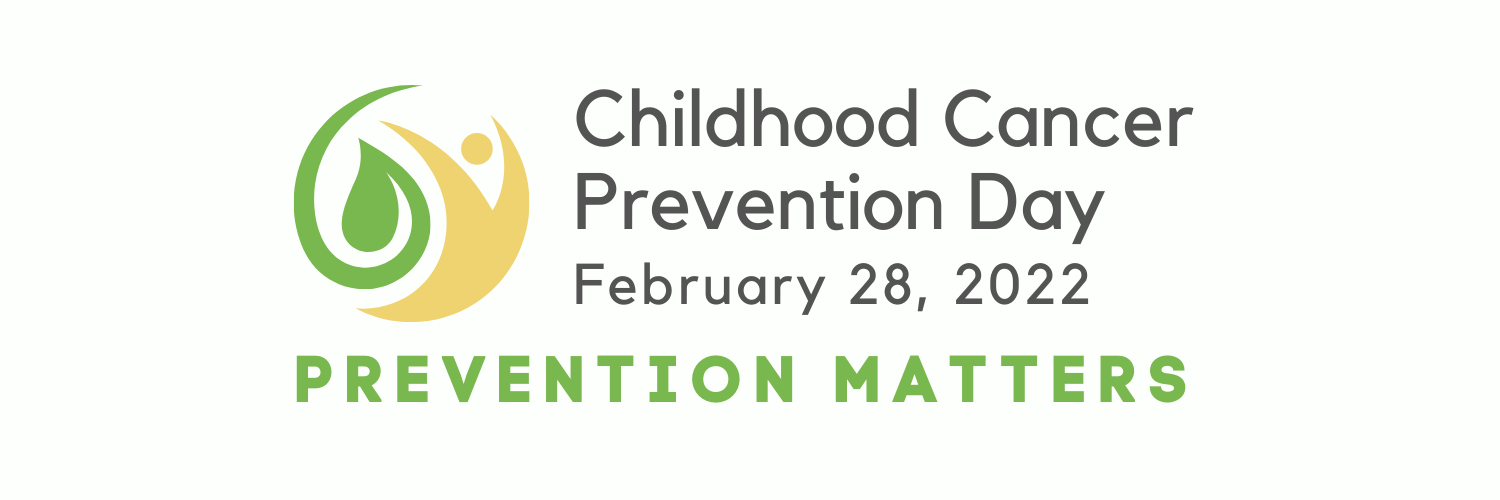 Childhood Cancer
Prevention Day
February 28, 2022
PREVENTION MATTERS